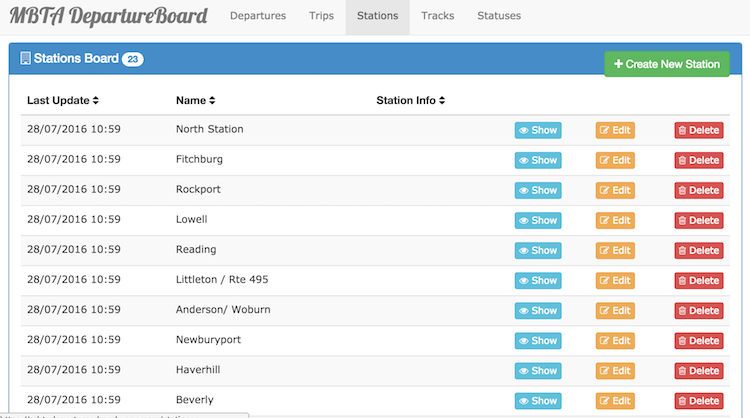 MBTA DepartureBoard Departures Trips Stations Tracks Statuses
Stations Board 23 Create New Station
Last Update Name Station Info
28/07/2016 10:59 North Station Show Edit Delete
28/07/2016 10:59 Fitchburg Show Edit Delete
28/07/2016 10:59 Rockport Show Edit Delete
28/07/2016 10:59 Lowell Show Edit Delete
28/07/2016 10:59 Reading Show Edit Delete
28/07/2016 10:59 Littleton / Rte 495 Show Edit Delete
28/07/2016 10:59 Anderson/ Woburn Show Edit Delete
28/07/2016 10:59 Newburyport Show Edit Delete
28/07/2016 10:59 Haverhill Show Edit Delete
28/07/2016 10:59 Beverly Show Edit Delete